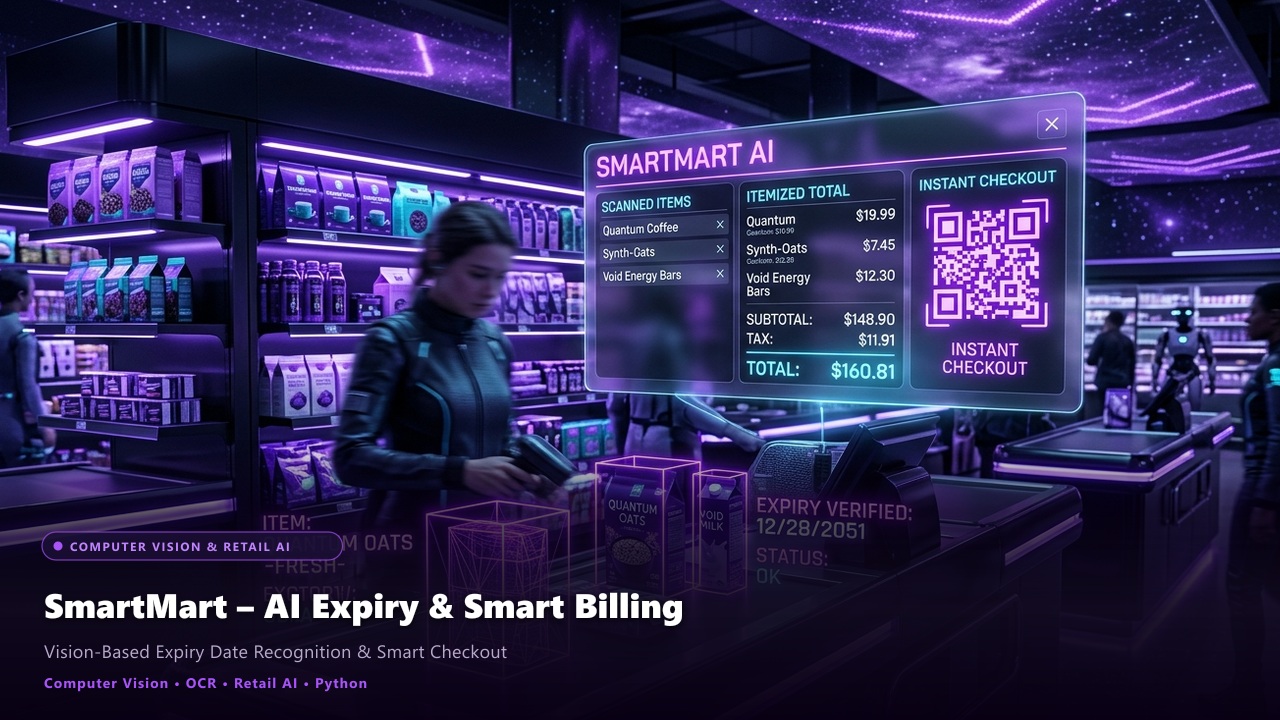 SMARTMART AI
SCANNED ITEMS
Quantum Coffee
Synth-Gats
Void Energy Bars
ITEMIZED TOTAL
Quantum $19.99
Synth-Oats $7.45
Void Energy $12.30
Bars
SUBTOTAL: $148.90
TAX: $11.91
TOTAL: $160.81
INSTANT CHECKOUT
INSTANT
CHECKOUT
QUANTUM
OATS
VOID
MILK
EXPIRY VERIFIED:
12/28/2051
STATUS:
OK
ITEM:
OATS
-FRESH-
COMPUTER VISION & RETAIL AI
SmartMart – AI Expiry & Smart Billing
Vision-Based Expiry Date Recognition & Smart Checkout
Computer Vision • OCR • Retail AI • Python